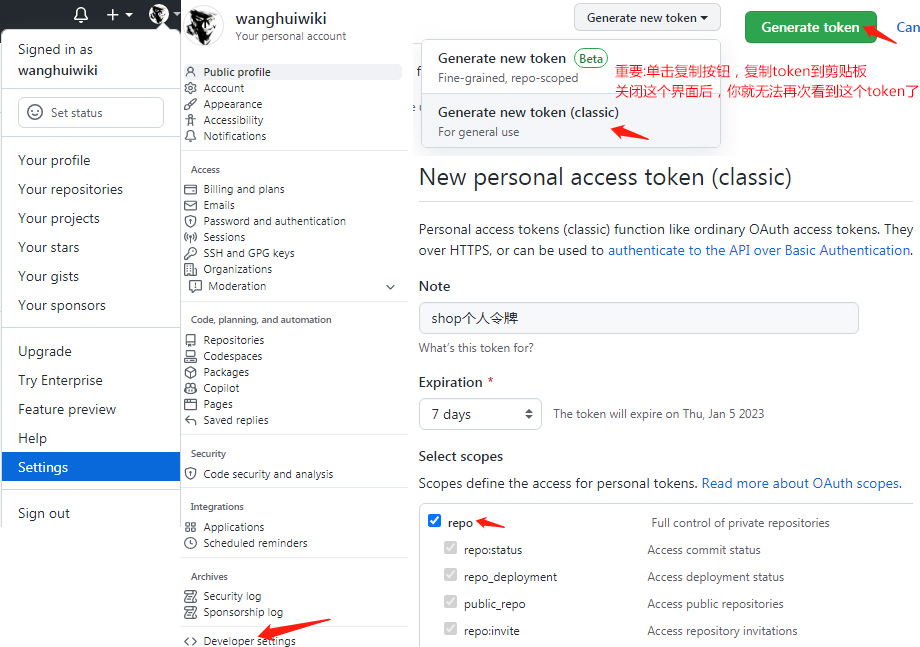 Signed in as
wanghuiwiki
Set status
Your profile
Your repositories
Your projects
Your stars
Your gists
Your sponsors
Upgrade
Try Enterprise
Feature preview
Help
Settings
Sign out
wanghuiwiki
Your personal account
Public profile
Account
Appearance
Accessibility
Notifications
Access
Billing and plans
Emails
Password and authentication
Sessions
SSH and GPG keys
Organizations
Moderation
Code, planning, and automation
Repositories
Codespaces
Packages
Copilot
Pages
Saved replies
Security
Code security and analysis
Integrations
Applications
Scheduled reminders
Archives
Security log
Sponsorship log
Developer settings
Generate new token
Generate new token Beta
Fine-grained, repo-scoped
Generate new token (classic)
For general use
Generate token
Can
重要:单击复制按钮，复制token到剪贴板
关闭这个界面后，你就无法再次看到这个token了
New personal access token (classic)
Personal access tokens (classic) function like ordinary OAuth access tokens. They
over HTTPS, or can be used to authenticate to the API over Basic Authentication.
Note
shop个人令牌
What's this token for?
Expiration *
7 days
The token will expire on Thu, Jan 5 2023
Select scopes
Scopes define the access for personal tokens. Read more about OAuth scopes.
repo Full control of private repositories
repo:status Access commit status
repo_deployment Access deployment status
public_repo Access public repositories
repo:invite Access repository invitations